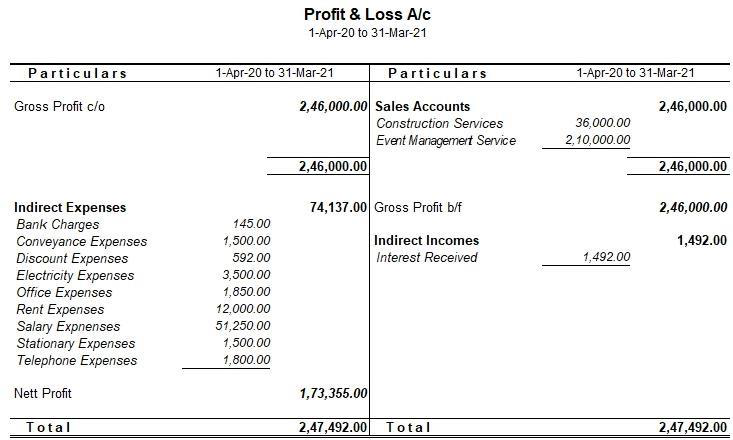 Profit & Loss A/c
1-Apr-20 to 31-Mar-21
Particulars 1-Apr-20 to 31-Mar-21 Particulars 1-Apr-20 to 31-Mar-21
Gross Profit c/o 2,46,000.00 Sales Accounts 2,46,000.00
Construction Services 36,000.00
Event Management Service 2,10,000.00
2,46,000.00 2,46,000.00
Indirect Expenses 74,137.00 Gross Profit b/f 2,46,000.00
Bank Charges 145.00
Conveyance Expenses 1,500.00 Indirect Incomes 1,492.00
Discount Expenses 592.00 Interest Received 1,492.00
Electricity Expenses 3,500.00
Office Expenses 1,850.00
Rent Expenses 12,000.00
Salary Expnenses 51,250.00
Stationary Expenses 1,500.00
Telephone Expenses 1,800.00
Nett Profit 1,73,355.00
Total 2,47,492.00 Total 2,47,492.00